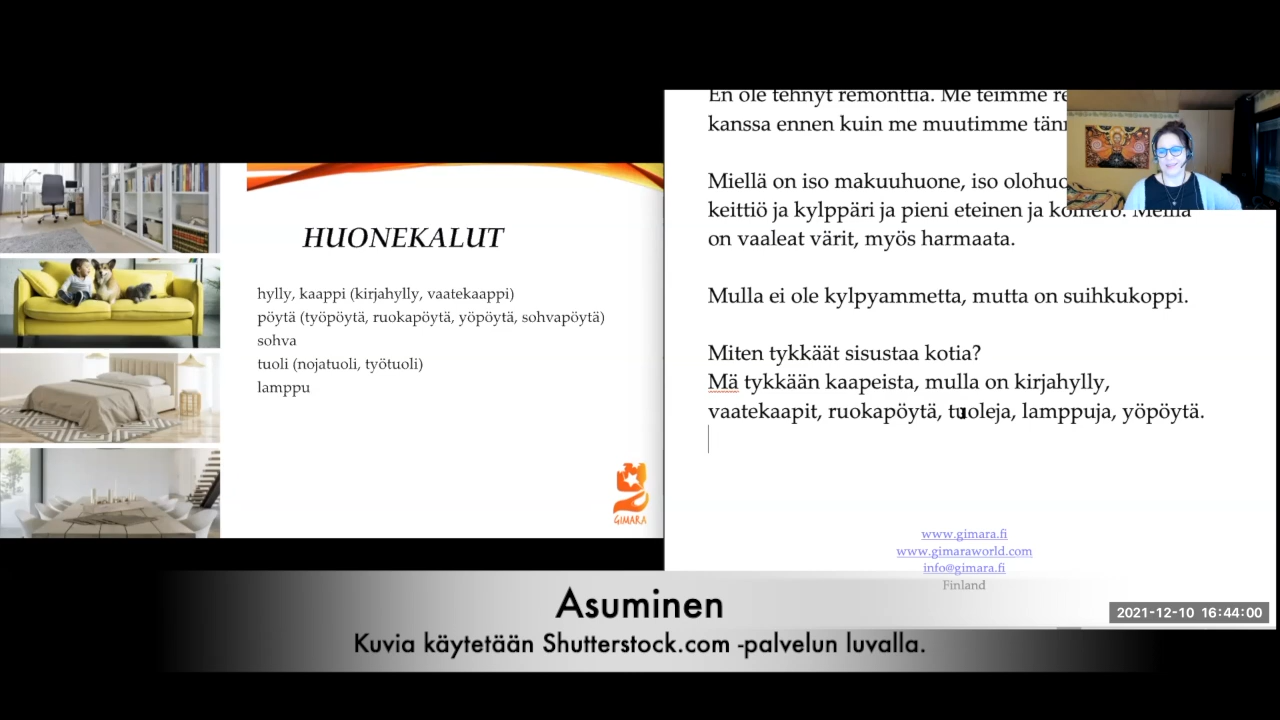 HUONEKALUT
hylly, kaappi (kirjahylly, vaatekaappi)
pöytä (työpöytä, ruokapöytä, yöpöytä, sohvapöytä)
sohva
tuoli (nojatuoli, työtuoli)
lamppu
GIMARA
En ole tehnyt remonttia. Me teimme
kanssa ennen kuin me muutimme
Miellä on iso makuuhuone, iso
keittiö ja kylppäri ja pieni eteinen ja komero. Meillä
on vaaleat värit, myös harmaata.
Mulla ei ole kylpyammetta, mutta on suihkukoppi.
Miten tykkäät sisustaa kotia?
Mä tykkään kaapeista, mulla on kirjahylly,
vaatekaapit, ruokapöytä, tuoleja, lamppuja, yöpöytä.
www.gimara.fi
www.gimaraworld.com
info@gimara.fi
Finland
2021-12-10 16:44:00
Asuminen
Kuvia käytetään Shutterstock.com -palvelun luvalla.